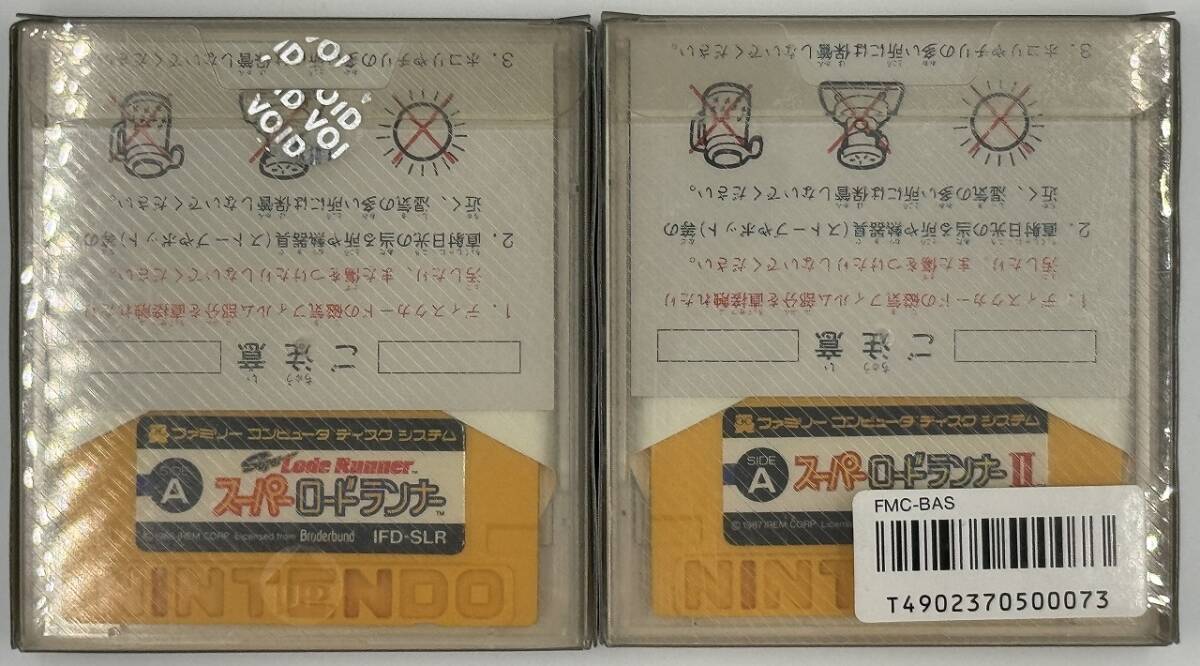 VOID
VOID
VOID
ご注意
1. ディスクカードの磁気フィルム部分を直接触れたり
汚したり、また傷をつけたりしないでください。
2. 直射日光の当る所や熱器具(ストーブやポット)等の
近く、湿気の多い所には保管しないでください。
3. ホコリやチリの多い所には保管しないでください。
ファミリー コンピュータ ディスク システム
SIDE
A
Super Lode Runner™
スーパーロードランナー™
© 1986 IREM CORP. Licensed from Broderbund IFD-SLR
NINTENDO
ご注意
1. ディスクカードの磁気フィルム部分を直接触れたり
汚したり、また傷をつけたりしないでください。
2. 直射日光の当る所や熱器具(ストーブやポット)等の
近く、湿気の多い所には保管しないでください。
3. ホコリやチリの多い所には保管しないでください。
ファミリー コンピュータ ディスク システム
SIDE
A
スーパーロードランナーII
© 1987 IREM CORP.
NINT
FMC-BAS
T4902370500073